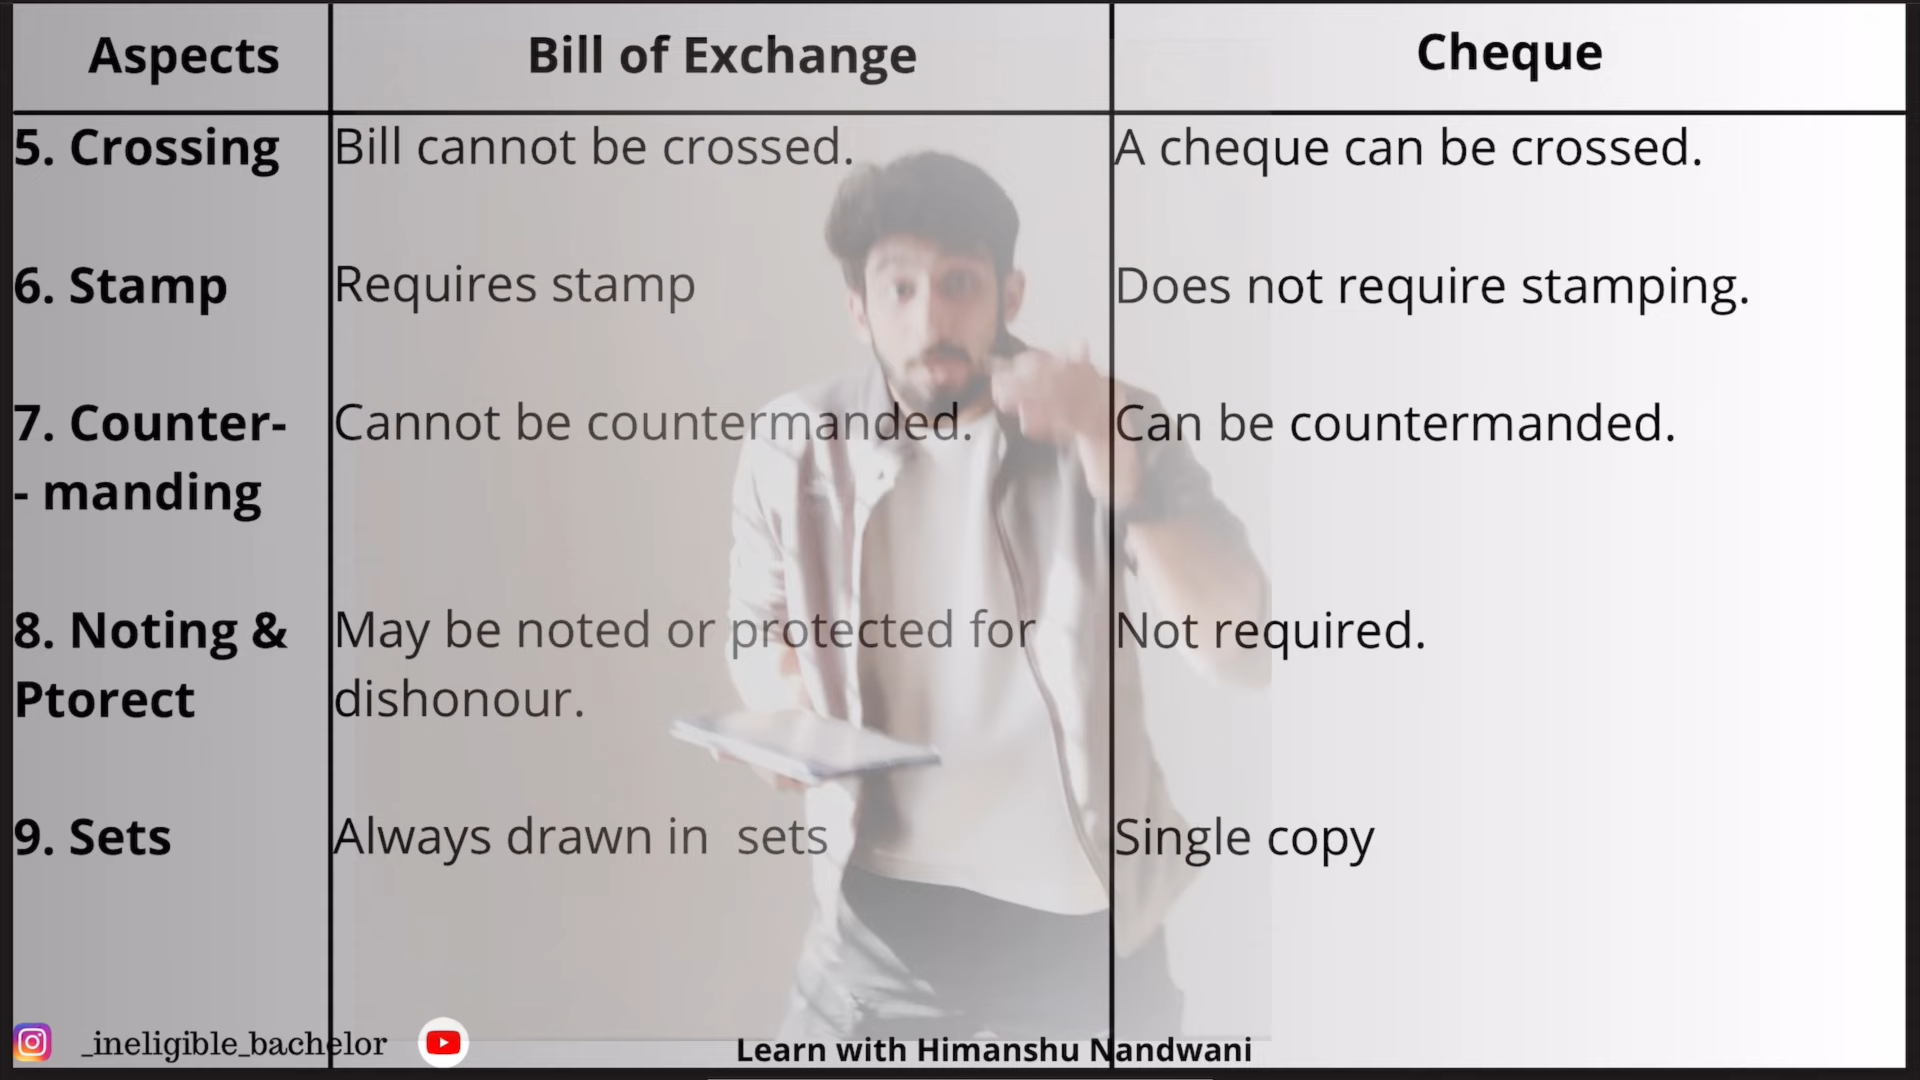 Aspects Bill of Exchange Cheque
5. Crossing Bill cannot be crossed. A cheque can be crossed.
6. Stamp Requires stamp Does not require stamping.
7. Counter- Cannot be countermanded. Can be countermanded.
- manding
8. Noting & May be noted or protected for Not required.
Ptorect dishonour.
9. Sets Always drawn in sets Single copy
_ineligible_bachelor Learn with Himanshu Nandwani